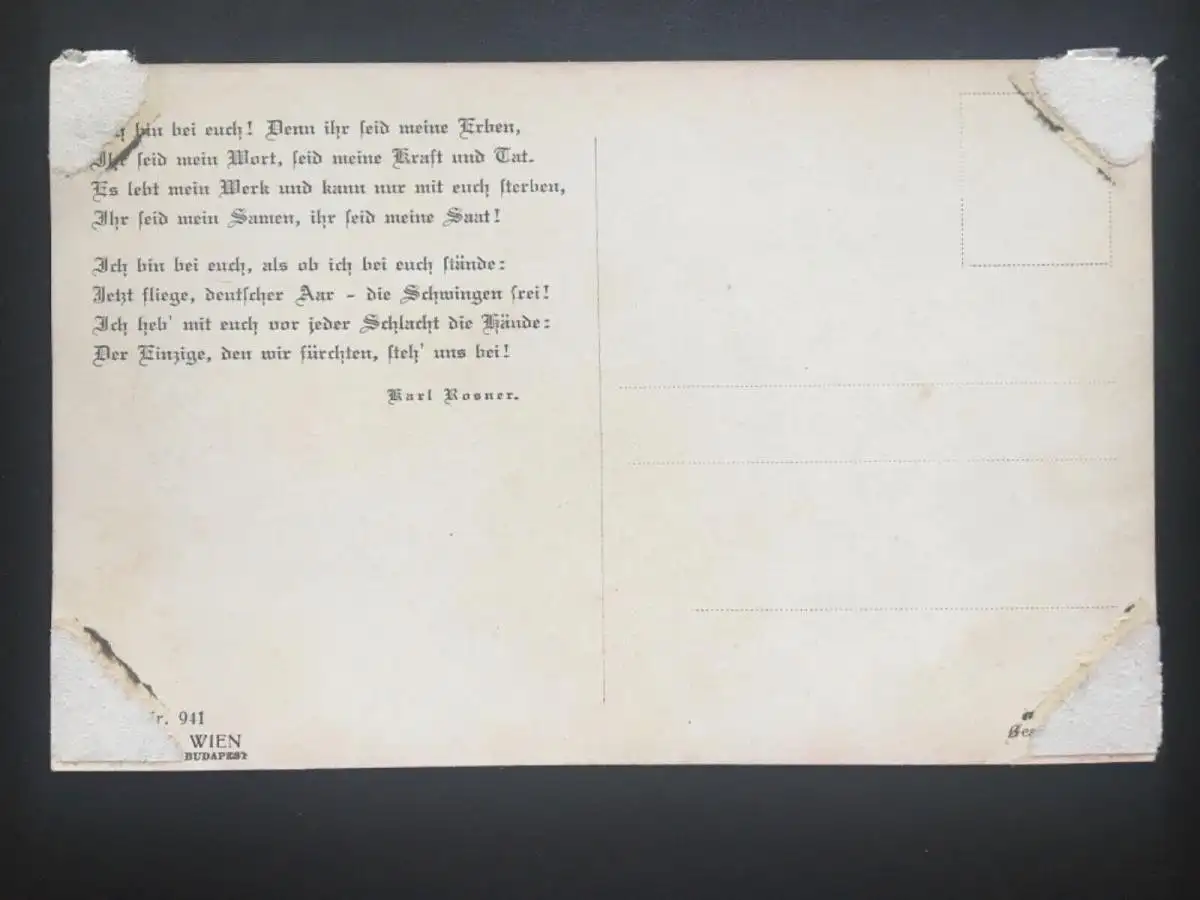 bin bei euch! Denn ihr seid meine Erben,
Ihr seid mein Wort, seid meine Kraft und Tat.
Es lebt mein Werk und kann nur mit euch sterben,
Ihr seid mein Samen, ihr seid meine Saat!
Ich bin bei euch, als ob ich bei euch stände:
Jetzt fliege, deutscher Aar – die Schwingen frei!
Ich heb' mit euch vor jeder Schlacht die Hände:
Der Einzige, den wir fürchten, steh' uns bei!
Karl Rosner.
941
WIEN
BUDAPEST